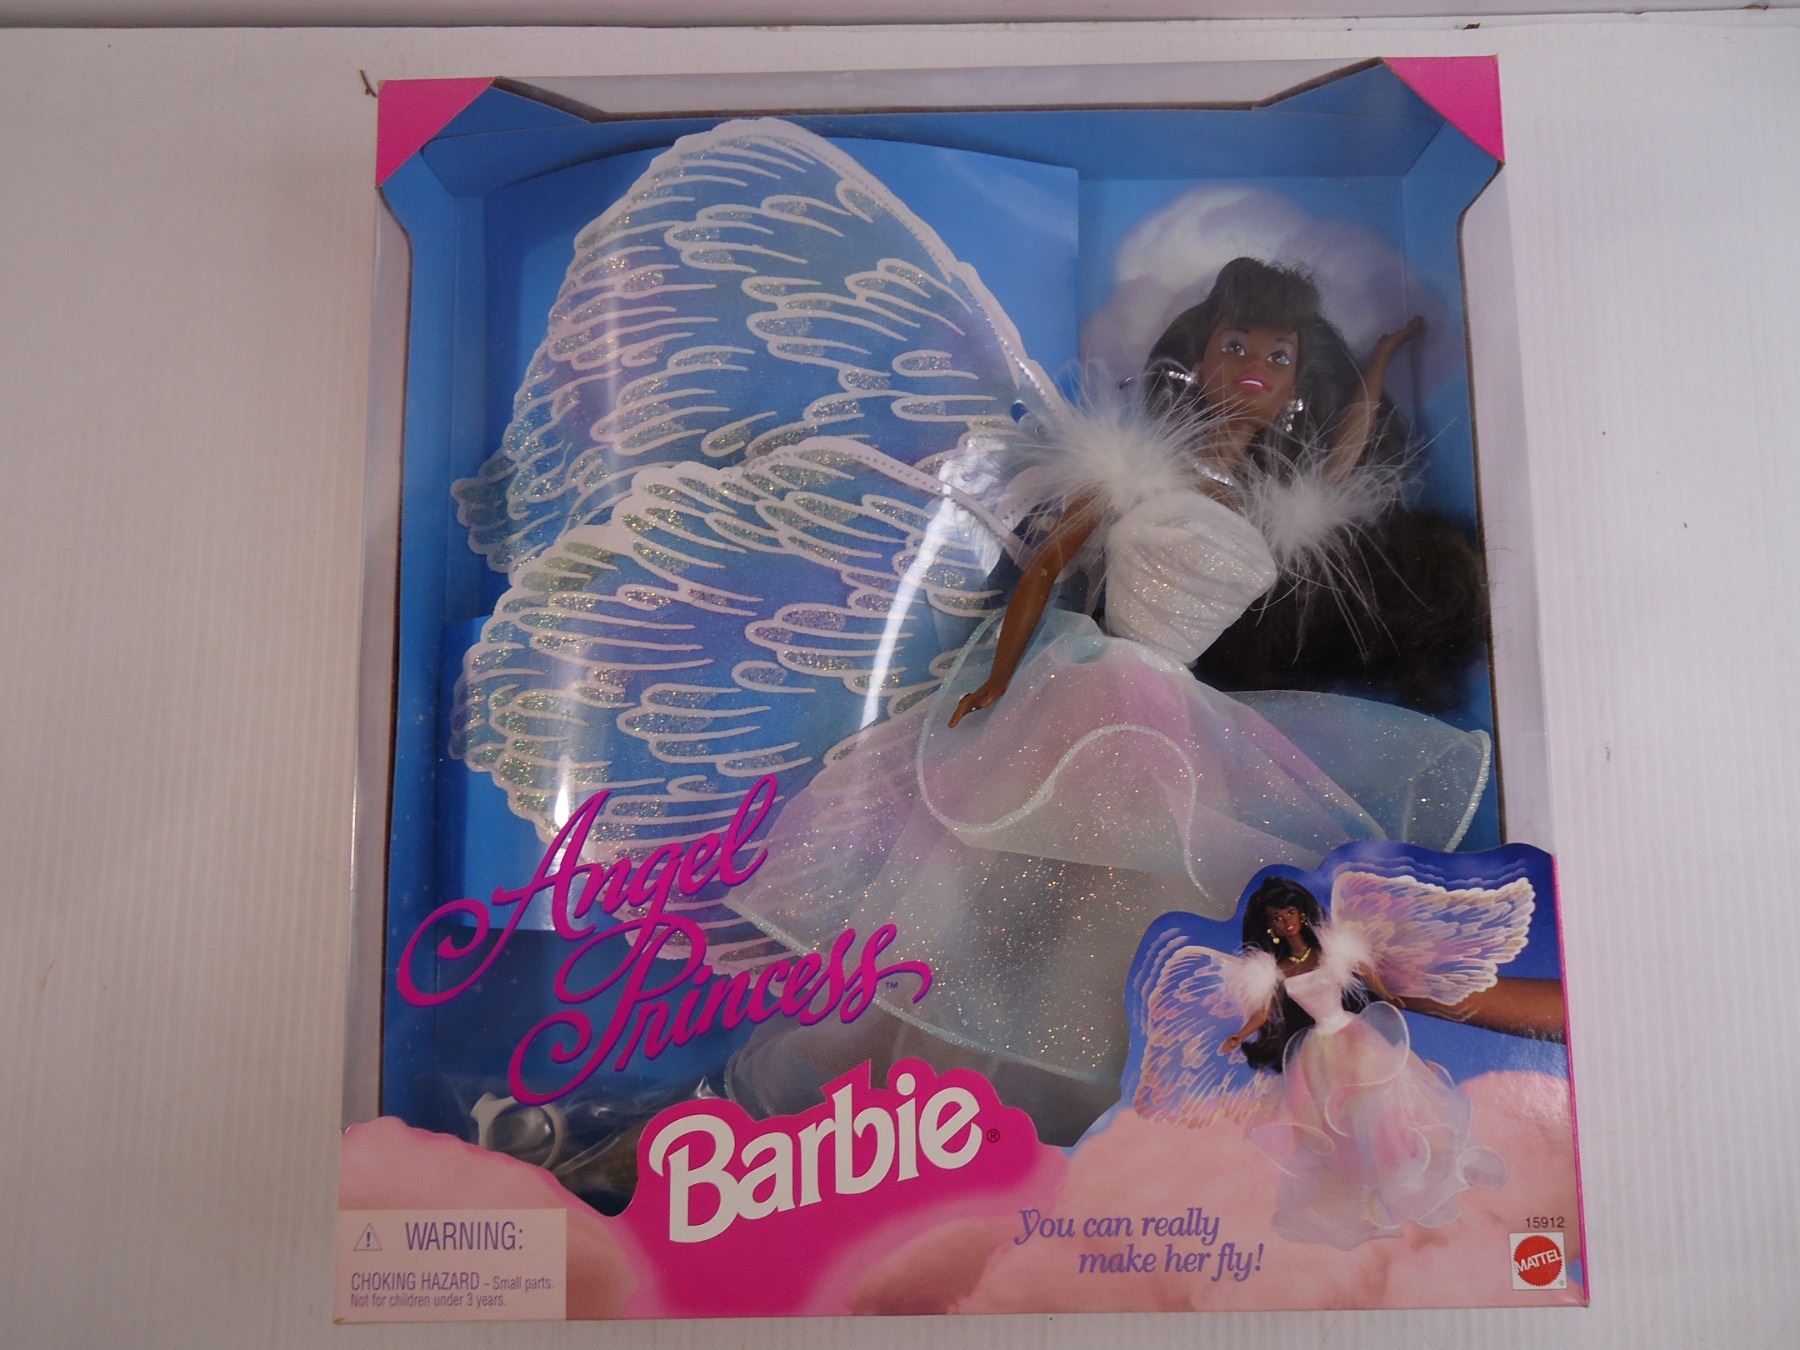 Angel
Princess™
Barbie®
You can really
make her fly!
15912
MATTEL
⚠ WARNING:
CHOKING HAZARD – Small parts.
Not for children under 3 years.